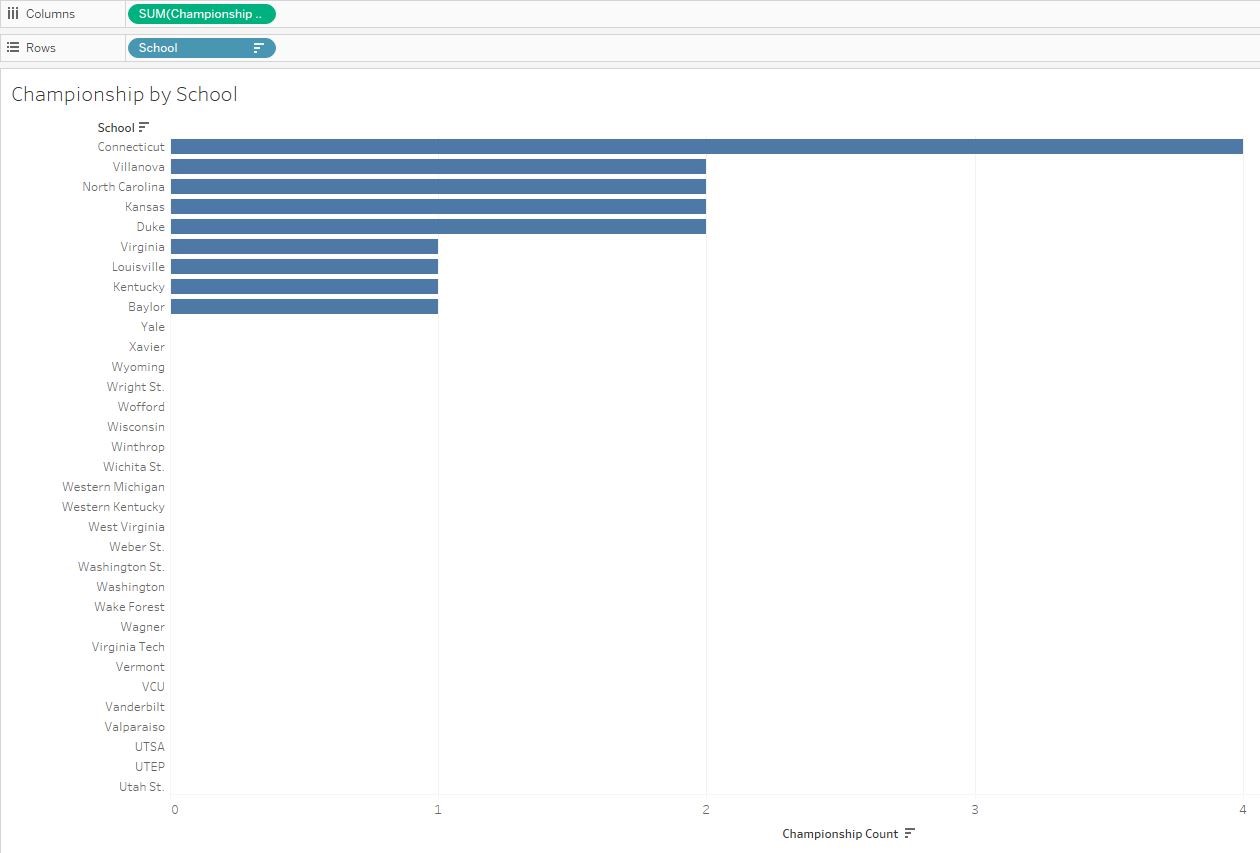 Columns SUM(Championship ..
Rows School
Championship by School
School
Connecticut
Villanova
North Carolina
Kansas
Duke
Virginia
Louisville
Kentucky
Baylor
Yale
Xavier
Wyoming
Wright St.
Wofford
Wisconsin
Winthrop
Wichita St.
Western Michigan
Western Kentucky
West Virginia
Weber St.
Washington St.
Washington
Wake Forest
Wagner
Virginia Tech
Vermont
VCU
Vanderbilt
Valparaiso
UTSA
UTEP
Utah St.
0 1 2 3 4
Championship Count